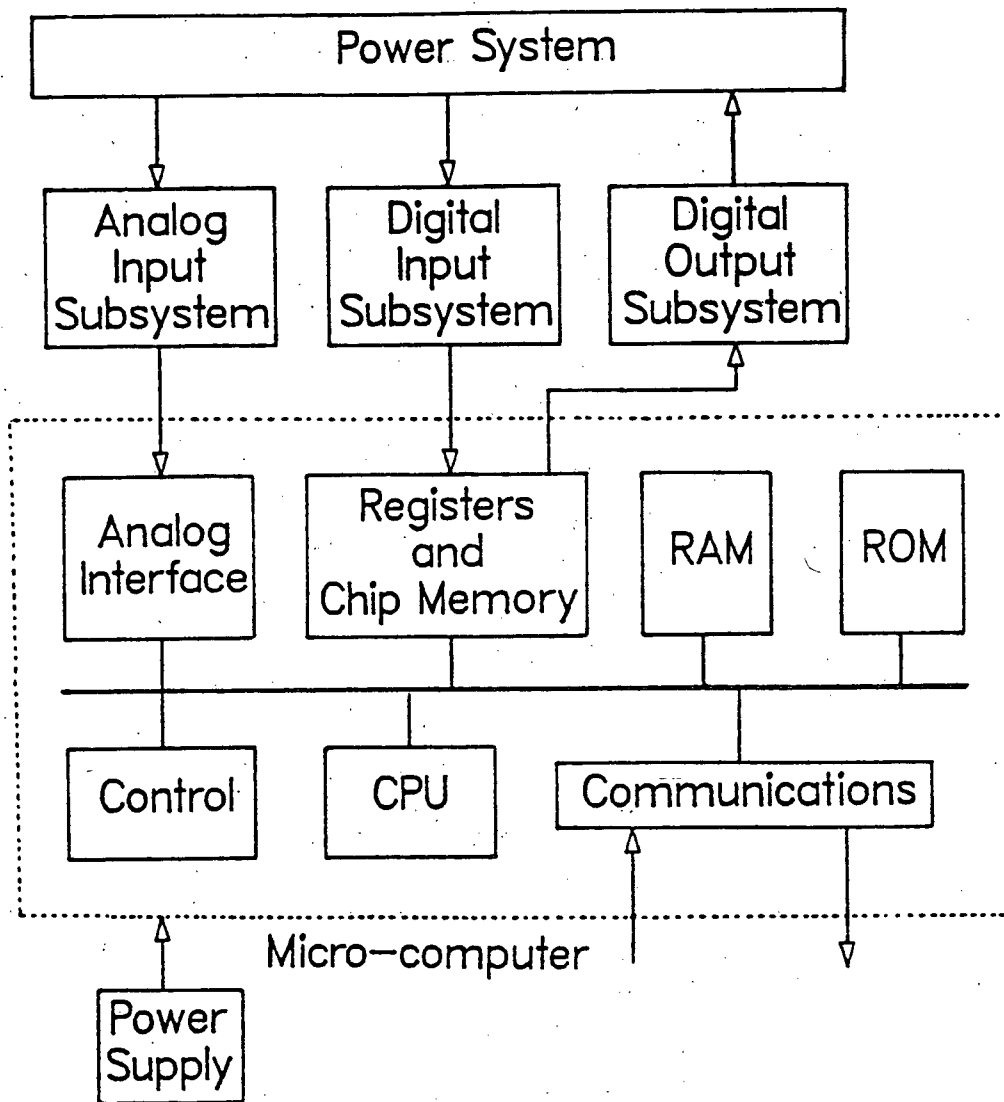 Power System
Analog
Input
Subsystem
Digital
Input
Subsystem
Digital
Output
Subsystem
Analog
Interface
Registers
and
Chip Memory
RAM
ROM
Control
CPU
Communications
Micro-computer
Power
Supply